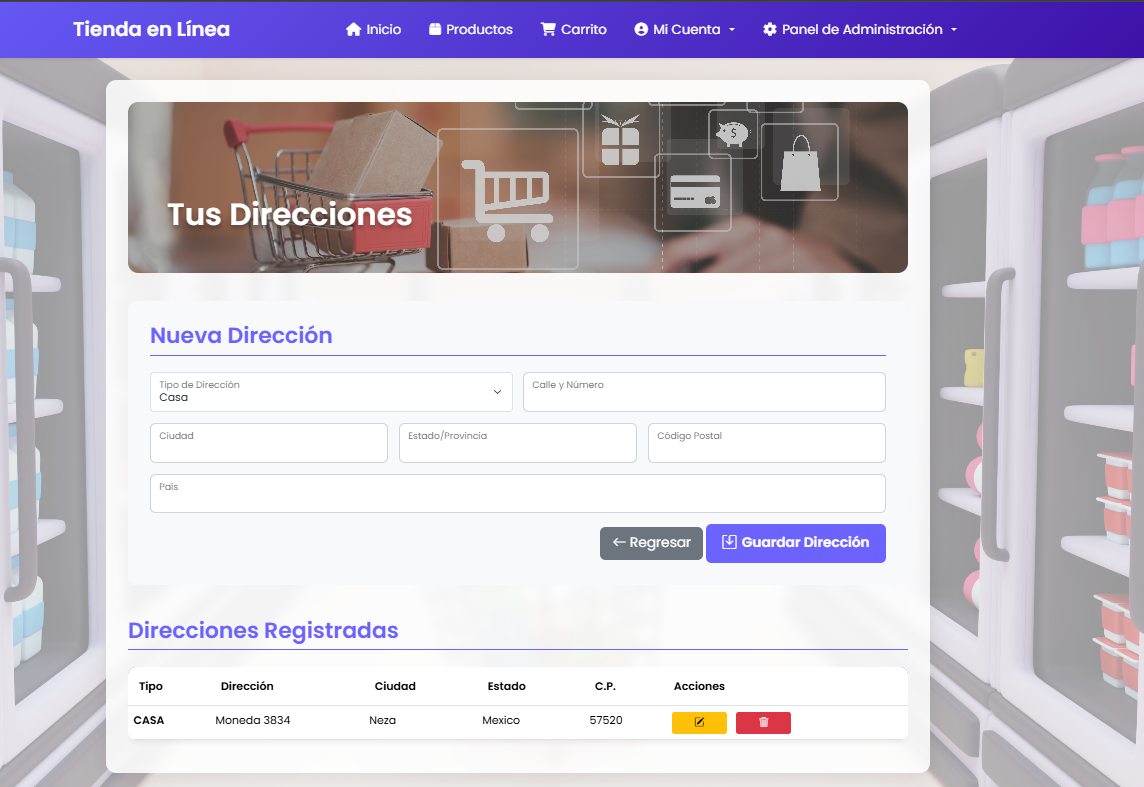 Tienda en Línea
Inicio
Productos
Carrito
Mi Cuenta
Panel de Administración
$
Tus Direcciones
Nueva Dirección
Tipo de Dirección
Casa
Calle y Número
Ciudad
Estado/Provincia
Código Postal
País
Regresar
Guardar Dirección
Direcciones Registradas
Tipo Dirección Ciudad Estado C.P. Acciones
CASA Moneda 3834 Neza Mexico 57520